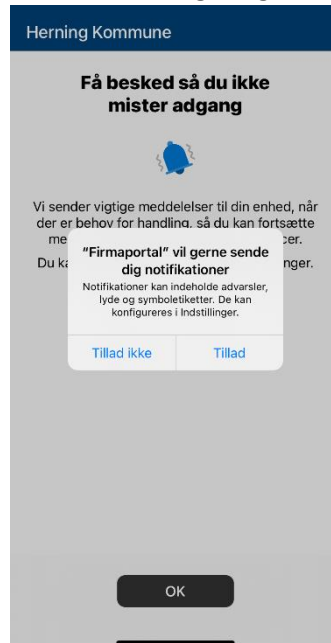 Herning Kommune
Få besked så du ikke
mister adgang
Vi sender vigtige meddelelser til din enhed, når
der er behov for handling, så du kan fortsætte
"Firmaportal" vil gerne sende
dig notifikationer
Notifikationer kan indeholde advarsler,
lyde og symboletiketter. De kan
konfigureres i Indstillinger.
Tillad ikke
Tillad
OK